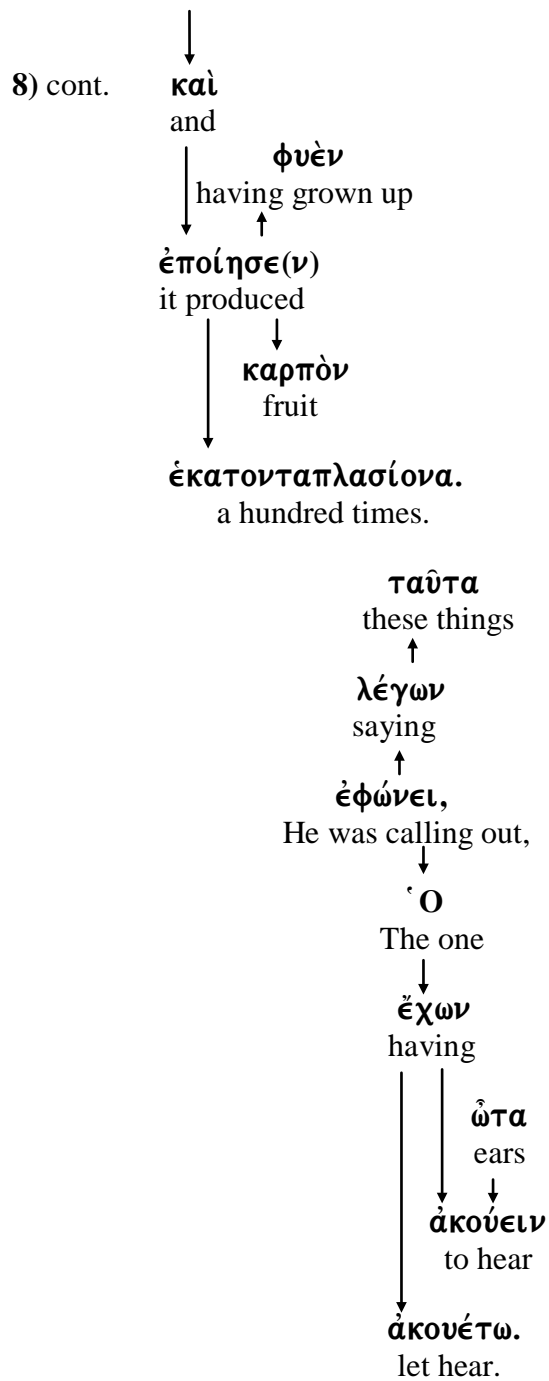 8) cont. καὶ
and
φυὲν
having grown up
ἐποίησε(ν)
it produced
καρπὸν
fruit
ἑκατονταπλασίονα.
a hundred times.
ταῦτα
these things
λέγων
saying
ἐφώνει,
He was calling out,
Ὁ
The one
ἔχων
having
ὦτα
ears
ἀκούειν
to hear
ἀκουέτω.
let hear.